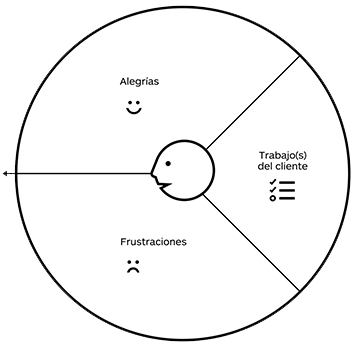 Alegrías
Trabajo(s)
del cliente
Frustraciones